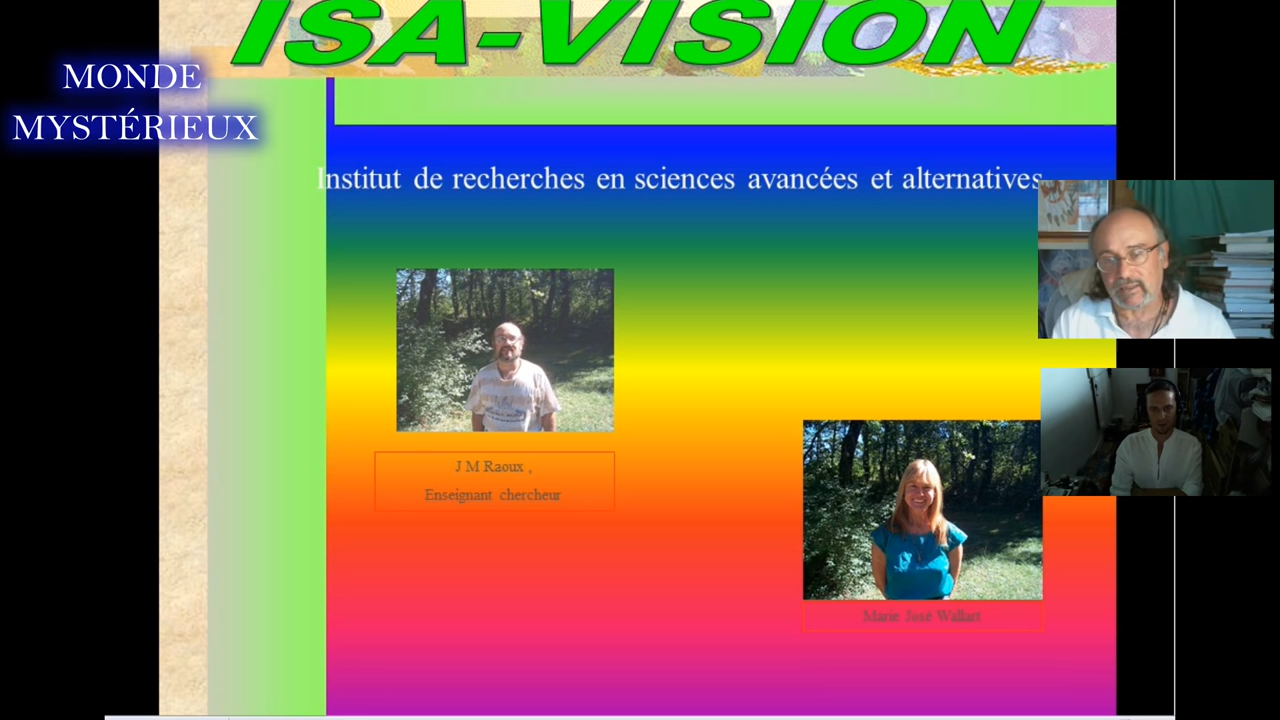 ISA-VISION
MONDE
MYSTÉRIEUX
Institut de recherches en sciences avancées et alternatives
J M Raoux ,
Enseignant chercheur
Marie José Wallart